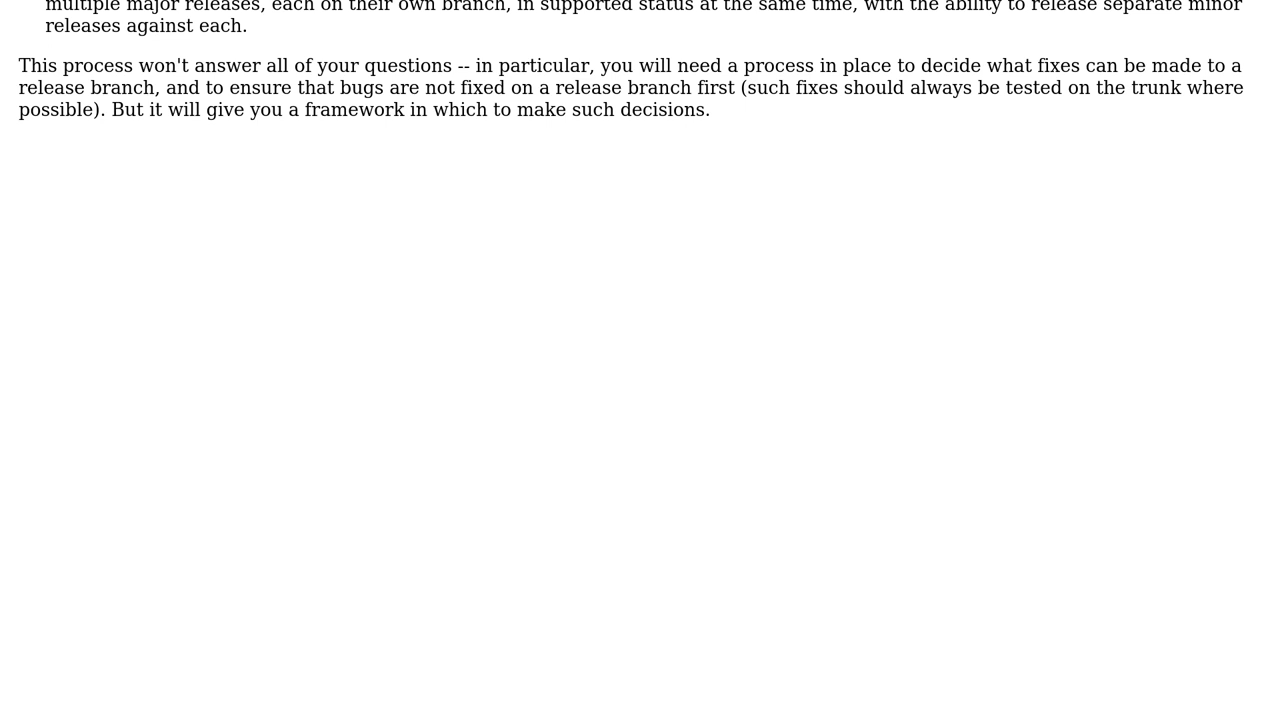 multiple major releases, each on their own branch, in supported status at the same time, with the ability to release separate minor
releases against each.
This process won't answer all of your questions -- in particular, you will need a process in place to decide what fixes can be made to a
release branch, and to ensure that bugs are not fixed on a release branch first (such fixes should always be tested on the trunk where
possible). But it will give you a framework in which to make such decisions.